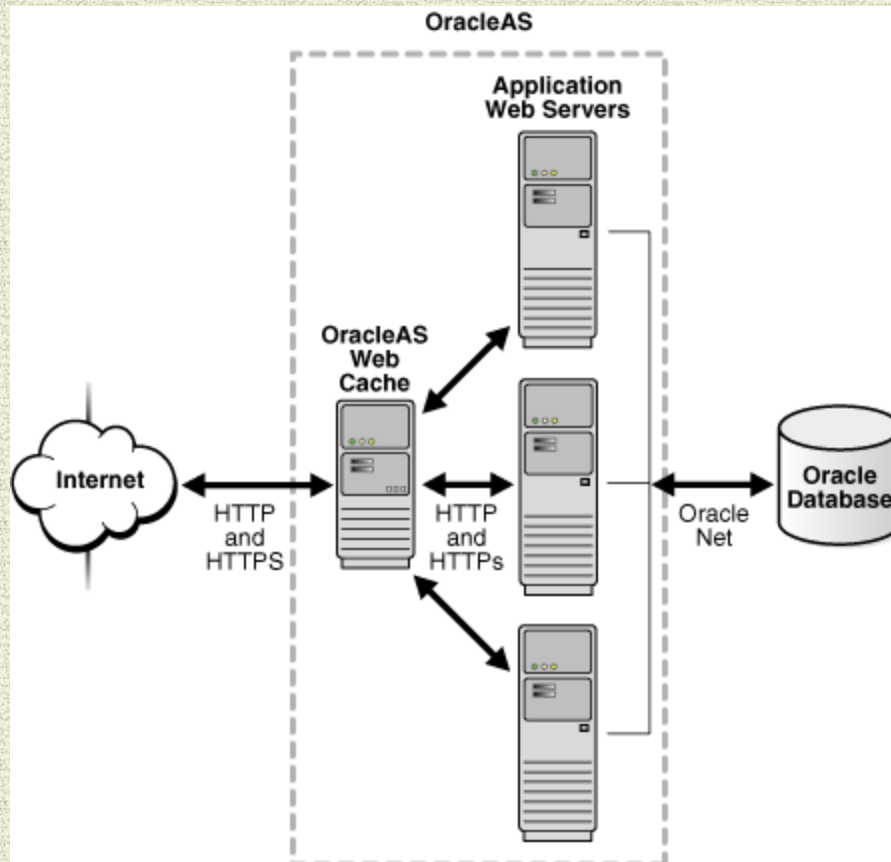 OracleAS
Application
Web Servers
OracleAS
Web
Cache
Internet
HTTP
and
HTTPS
HTTP
and
HTTPs
Oracle
Net
Oracle
Database